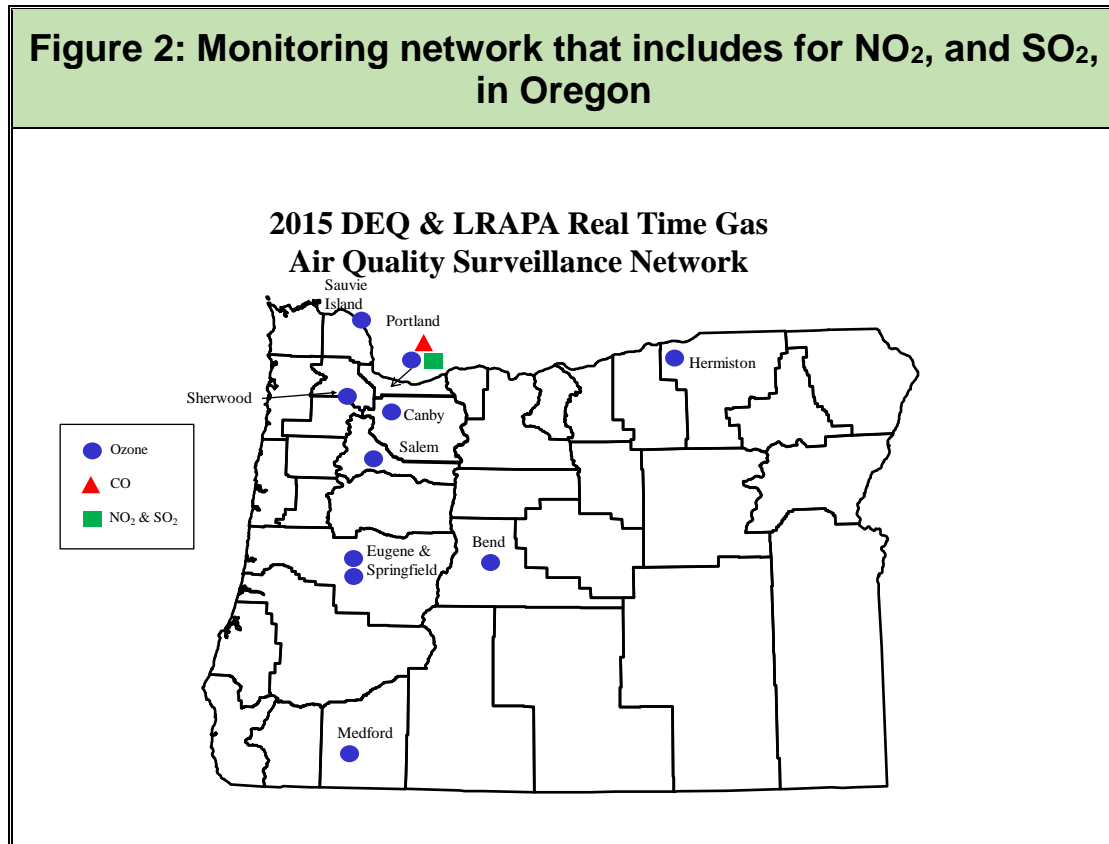 Figure 2: Monitoring network that includes for NO₂, and SO₂,
in Oregon
2015 DEQ & LRAPA Real Time Gas
Air Quality Surveillance Network
Sauvie
Island
Portland
Hermiston
Sherwood
Canby
Salem
Ozone
CO
NO₂ & SO₂
Eugene &
Springfield
Bend
Medford